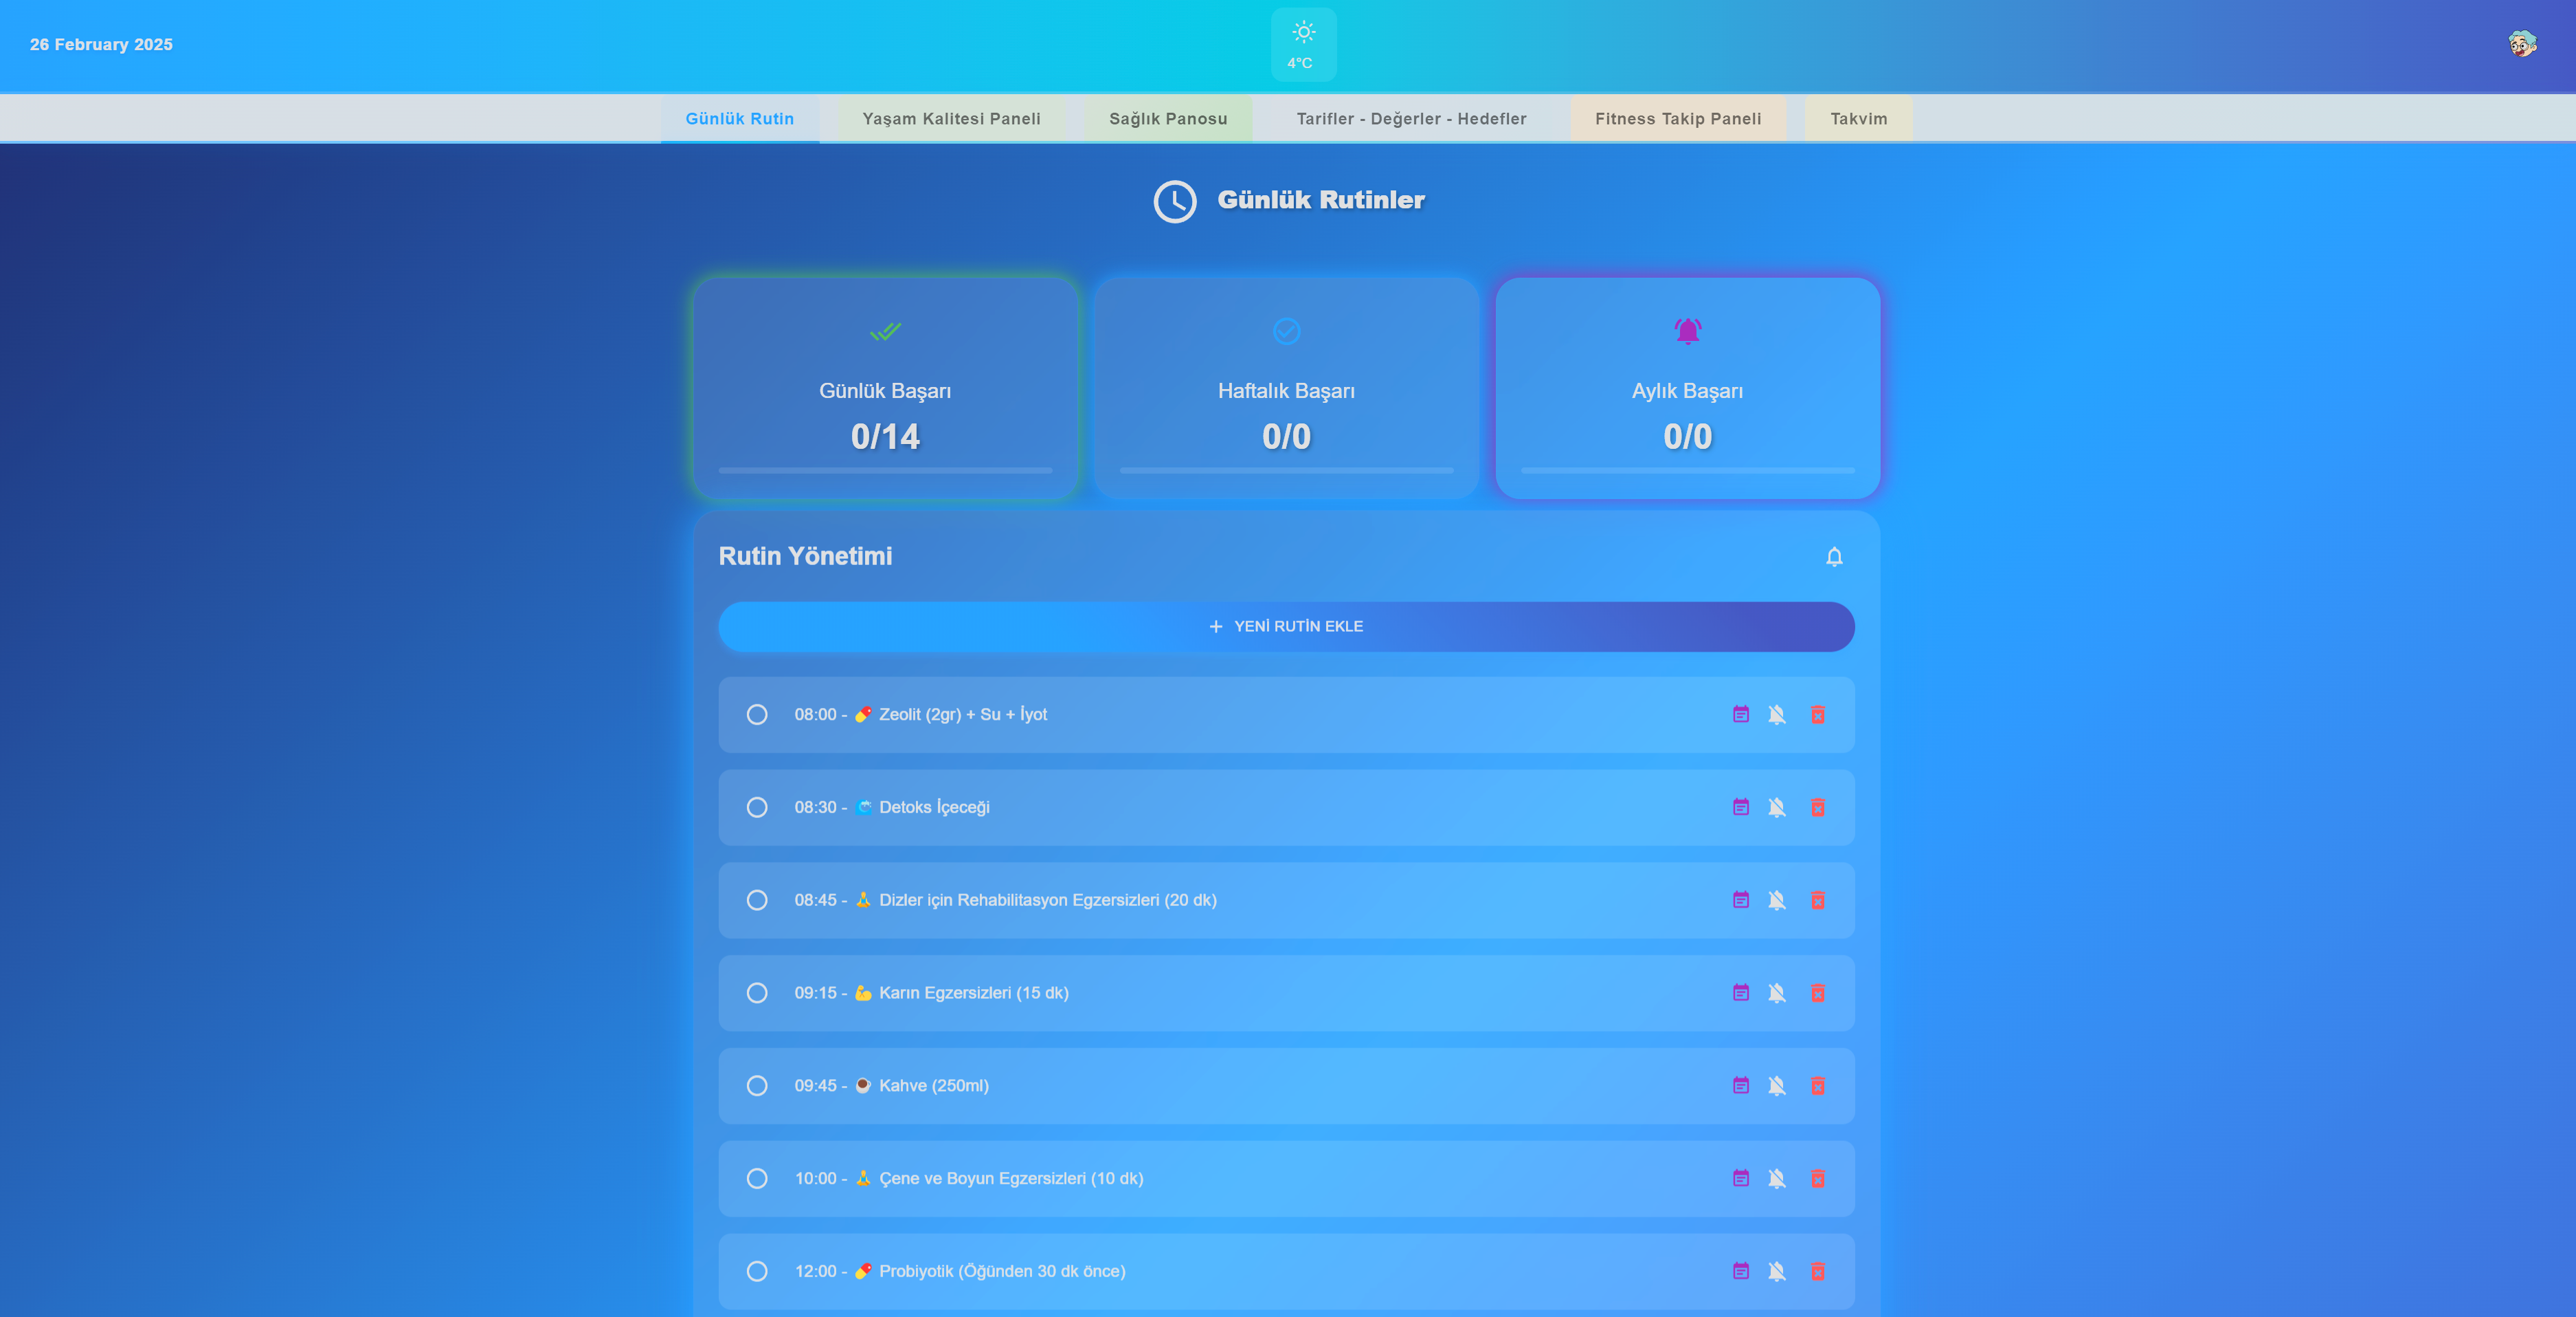 26 February 2025
4°C
Günlük Rutin
Yaşam Kalitesi Paneli
Sağlık Panosu
Tarifler - Değerler - Hedefler
Fitness Takip Paneli
Takvim
Günlük Rutinler
Günlük Başarı
0/14
Haftalık Başarı
0/0
Aylık Başarı
0/0
Rutin Yönetimi
YENİ RUTİN EKLE
08:00 - 💊 Zeolit (2gr) + Su + İyot
08:30 - 🌊 Detoks İçeceği
08:45 - 🧘 Dizler için Rehabilitasyon Egzersizleri (20 dk)
09:15 - 💪 Karın Egzersizleri (15 dk)
09:45 - ☕ Kahve (250ml)
10:00 - 🧘 Çene ve Boyun Egzersizleri (10 dk)
12:00 - 💊 Probiyotik (Öğünden 30 dk önce)